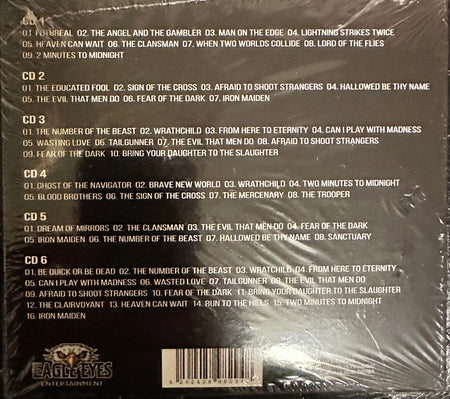 CD 1
01. FUTUREAL 02. THE ANGEL AND THE GAMBLER 03. MAN ON THE EDGE 04. LIGHTNING STRIKES TWICE
05. HEAVEN CAN WAIT 06. THE CLANSMAN 07. WHEN TWO WORLDS COLLIDE 08. LORD OF THE FLIES
09. 2 MINUTES TO MIDNIGHT
CD 2
01. THE EDUCATED FOOL 02. SIGN OF THE CROSS 03. AFRAID TO SHOOT STRANGERS 04. HALLOWED BE THY NAME
05. THE EVIL THAT MEN DO 06. FEAR OF THE DARK 07. IRON MAIDEN
CD 3
01. THE NUMBER OF THE BEAST 02. WRATHCHILD 03. FROM HERE TO ETERNITY 04. CAN I PLAY WITH MADNESS
05. WASTING LOVE 06. TAILGUNNER 07. THE EVIL THAT MEN DO 08. AFRAID TO SHOOT STRANGERS
09. FEAR OF THE DARK 10. BRING YOUR DAUGHTER TO THE SLAUGHTER
CD 4
01. GHOST OF THE NAVIGATOR 02. BRAVE NEW WORLD 03. WRATHCHILD 04. TWO MINUTES TO MIDNIGHT
05. BLOOD BROTHERS 06. THE SIGN OF THE CROSS 07. THE MERCENARY 08. THE TROOPER
CD 5
01. DREAM OF MIRRORS 02. THE CLANSMAN 03. THE EVIL THAT MEN DO 04. FEAR OF THE DARK
05. IRON MAIDEN 06. THE NUMBER OF THE BEAST 07. HALLOWED BE THY NAME 08. SANCTUARY
CD 6
01. BE QUICK OR BE DEAD 02. THE NUMBER OF THE BEAST 03. WRATCHILD 04. FROM HERE TO ETERNITY
05. CAN I PLAY WITH MADNESS 06. WASTED LOVE 07. TAILGUNNER 08. THE EVIL THAT MEN DO
09. AFRAID TO SHOOT STRANGERS 10. FEAR OF THE DARK 11. BRING YOUR DAUGHTER TO THE SLAUGHTER
12. THE CLAIRVOYANT 13. HEAVEN CAN WAIT 14. RUN TO THE HILLS 15. TWO MINUTES TO MIDNIGHT
16. IRON MAIDEN
EAGLE EYES
ENTERTAINMENT